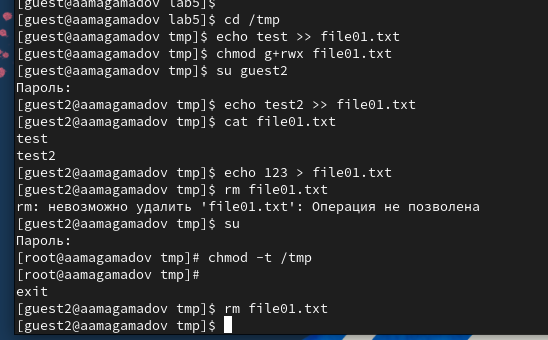 [guest@aamagamadov lab5]$
[guest@aamagamadov lab5]$ cd /tmp
[guest@aamagamadov tmp]$ echo test >> file01.txt
[guest@aamagamadov tmp]$ chmod g+rwx file01.txt
[guest@aamagamadov tmp]$ su guest2
Пароль:
[guest2@aamagamadov tmp]$ echo test2 >> file01.txt
[guest2@aamagamadov tmp]$ cat file01.txt
test
test2
[guest2@aamagamadov tmp]$ echo 123 > file01.txt
[guest2@aamagamadov tmp]$ rm file01.txt
rm: невозможно удалить 'file01.txt': Операция не позволена
[guest2@aamagamadov tmp]$ su
Пароль:
[root@aamagamadov tmp]# chmod -t /tmp
[root@aamagamadov tmp]#
exit
[guest2@aamagamadov tmp]$ rm file01.txt
[guest2@aamagamadov tmp]$